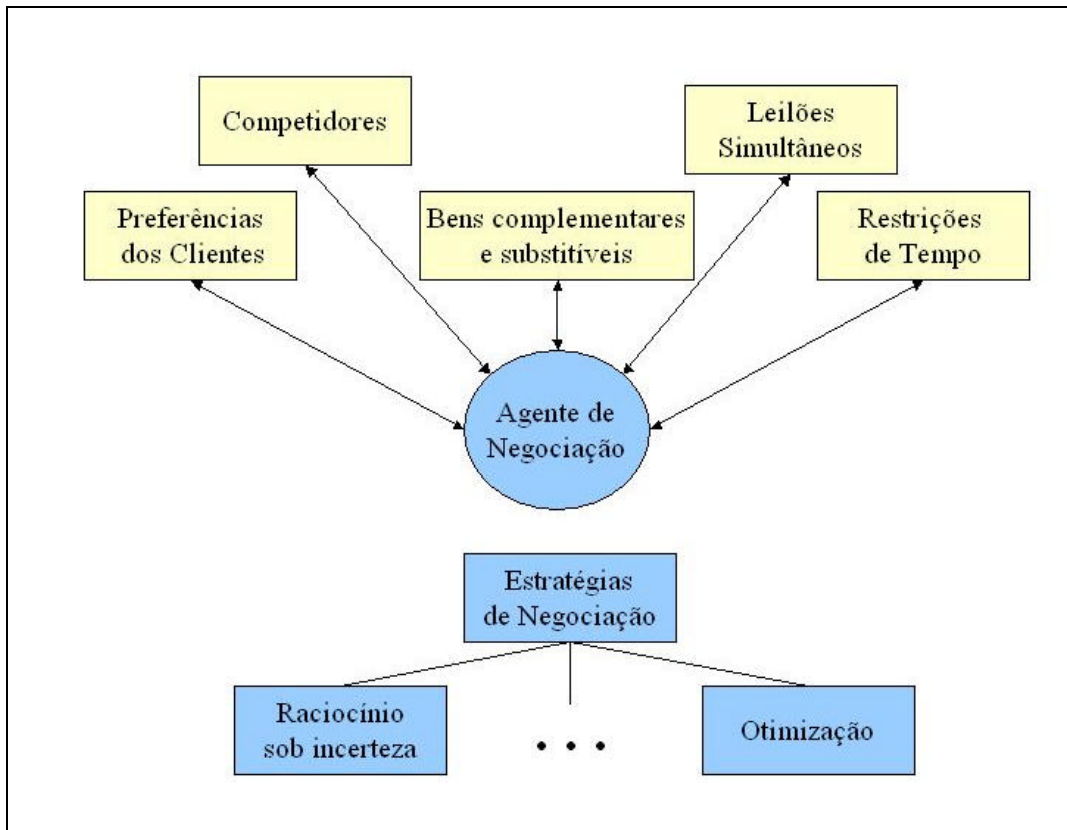 Competidores
Leilões
Simultâneos
Preferências
dos Clientes
Bens complementares
e substitíveis
Restrições
de Tempo
Agente de
Negociação
Estratégias
de Negociação
Raciocínio
sob incerteza
• • •
Otimização